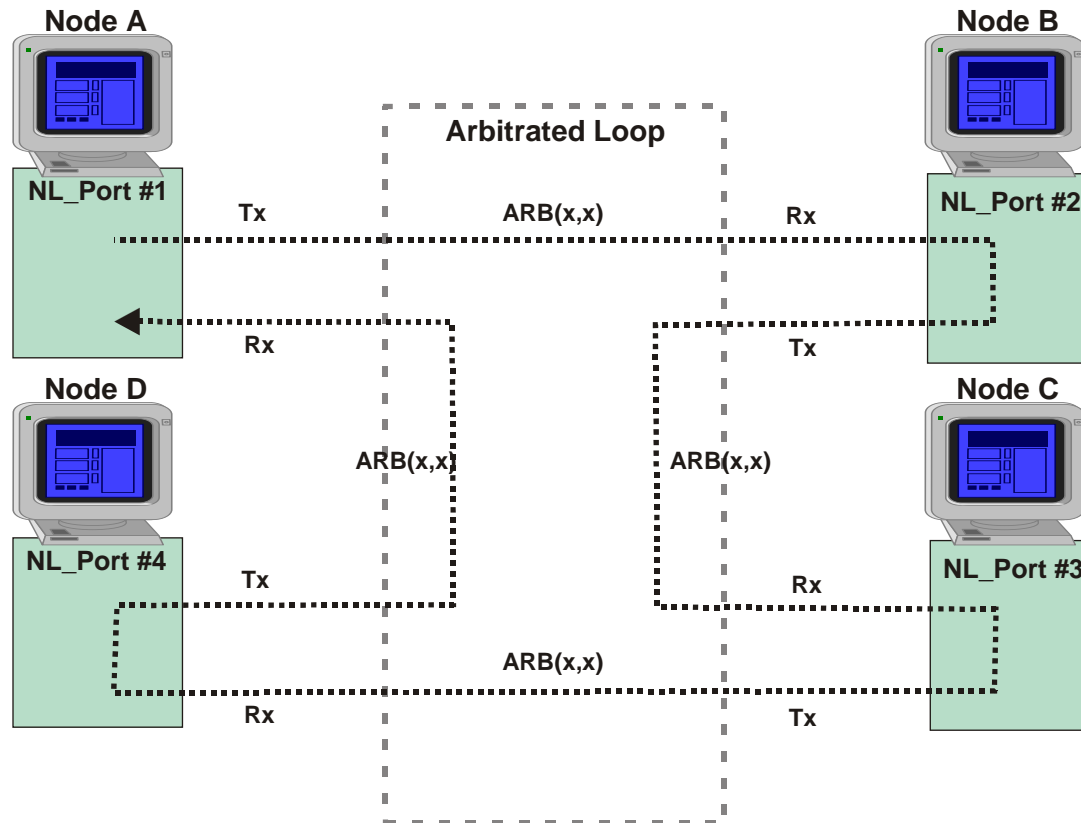 Node A
Node B
Arbitrated Loop
NL_Port #1
NL_Port #2
Tx
ARB(x,x)
Rx
Rx
Tx
Node D
Node C
ARB(x,x)
ARB(x,x)
NL_Port #4
NL_Port #3
Tx
Rx
ARB(x,x)
Rx
Tx